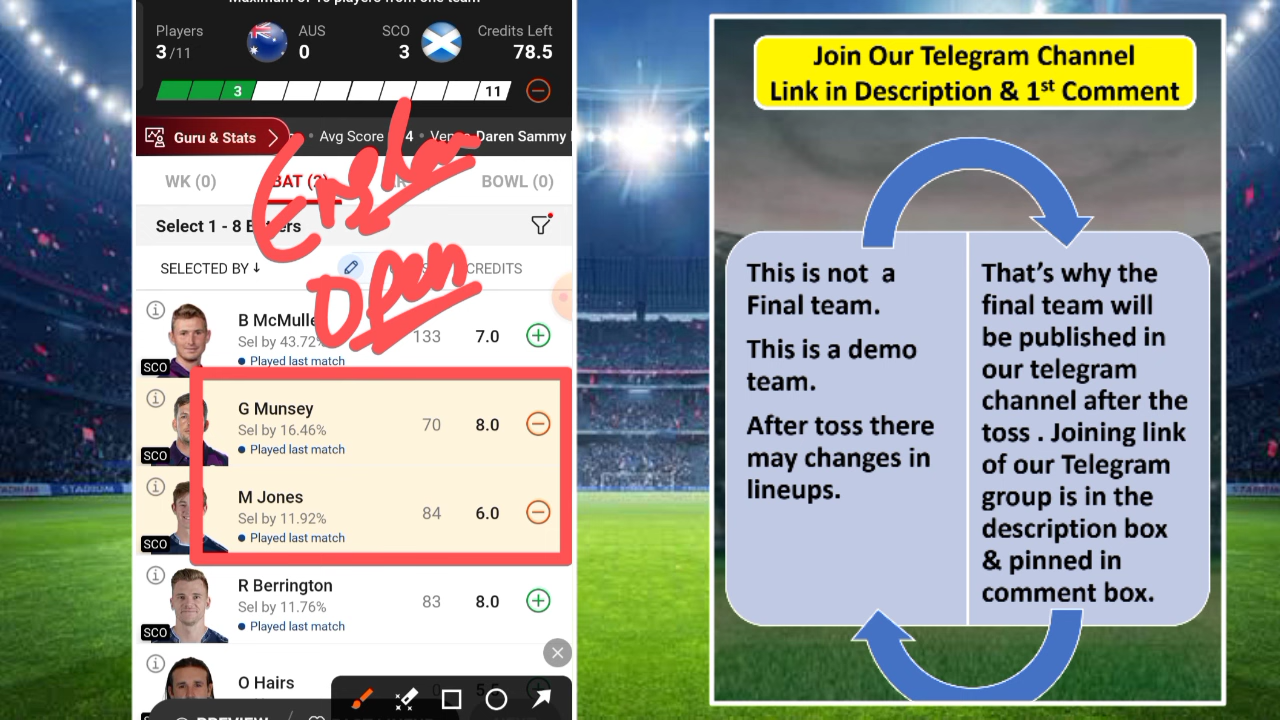 Players
AUS
SCO
Credits Left
3/11
0
3
78.5
3
11
Guru & Stats
Avg Score
4
Daren Sammy
WK (0)
BOWL (0)
Select 1 - 8
SELECTED BY
CREDITS
Open
B McMulle
Sel by 43.72%
133
7.0
Played last match
SCO
G Munsey
Sel by 16.46%
70
8.0
Played last match
SCO
M Jones
Sel by 11.92%
84
6.0
Played last match
SCO
R Berrington
Sel by 11.76%
83
8.0
Played last match
SCO
O Hairs
Join Our Telegram Channel
Link in Description & 1st Comment
This is not a
Final team.
This is a demo
team.
After toss there
may changes in
lineups.
That's why the
final team will
be published in
our telegram
channel after the
toss . Joining link
of our Telegram
group is in the
description box
& pinned in
comment box.